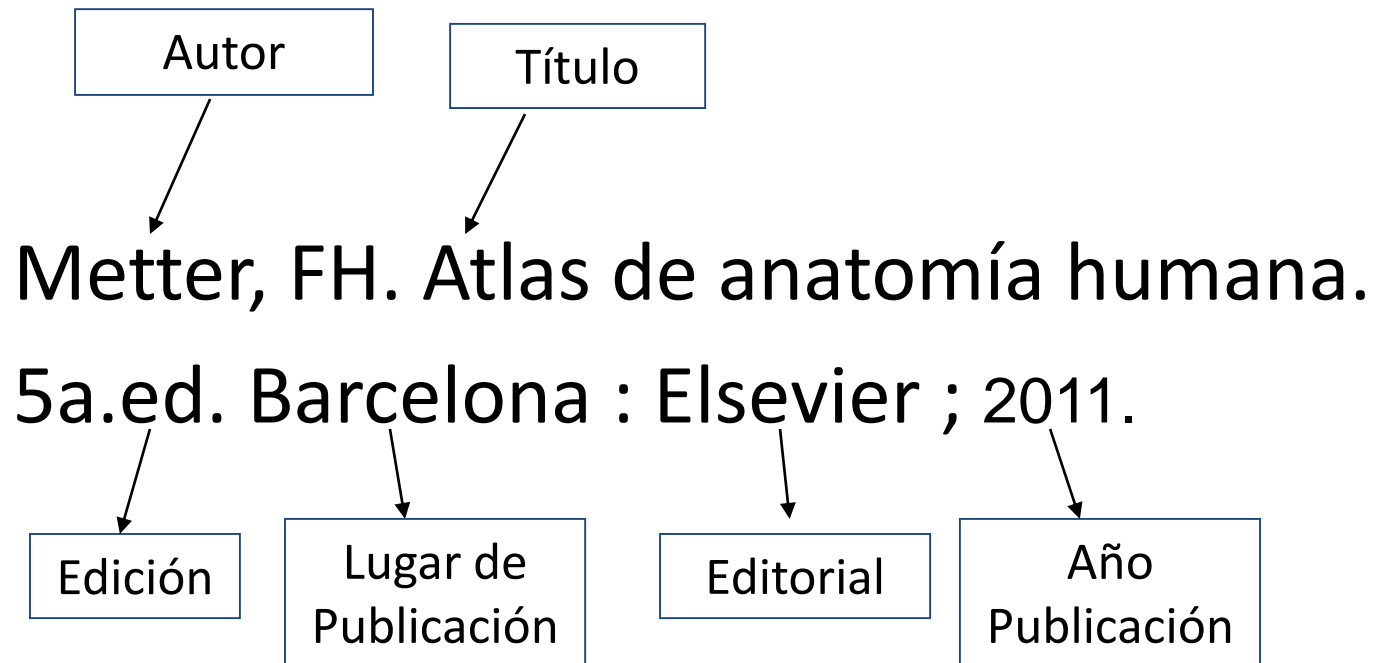 Autor
Título
Metter, FH. Atlas de anatomía humana.
5a.ed. Barcelona : Elsevier ; 2011.
Edición
Lugar de
Publicación
Editorial
Año
Publicación